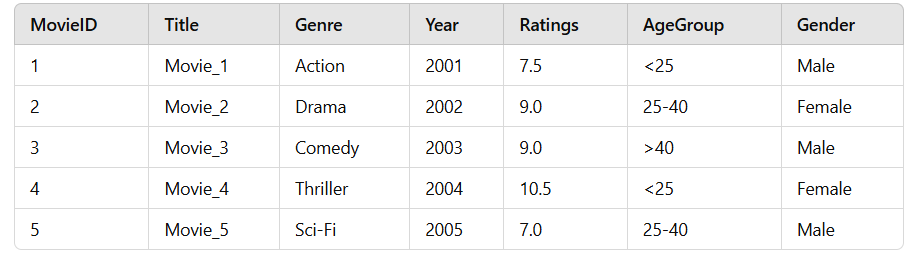 MovieID Title Genre Year Ratings AgeGroup Gender
1 Movie_1 Action 2001 7.5 <25 Male
2 Movie_2 Drama 2002 9.0 25-40 Female
3 Movie_3 Comedy 2003 9.0 >40 Male
4 Movie_4 Thriller 2004 10.5 <25 Female
5 Movie_5 Sci-Fi 2005 7.0 25-40 Male